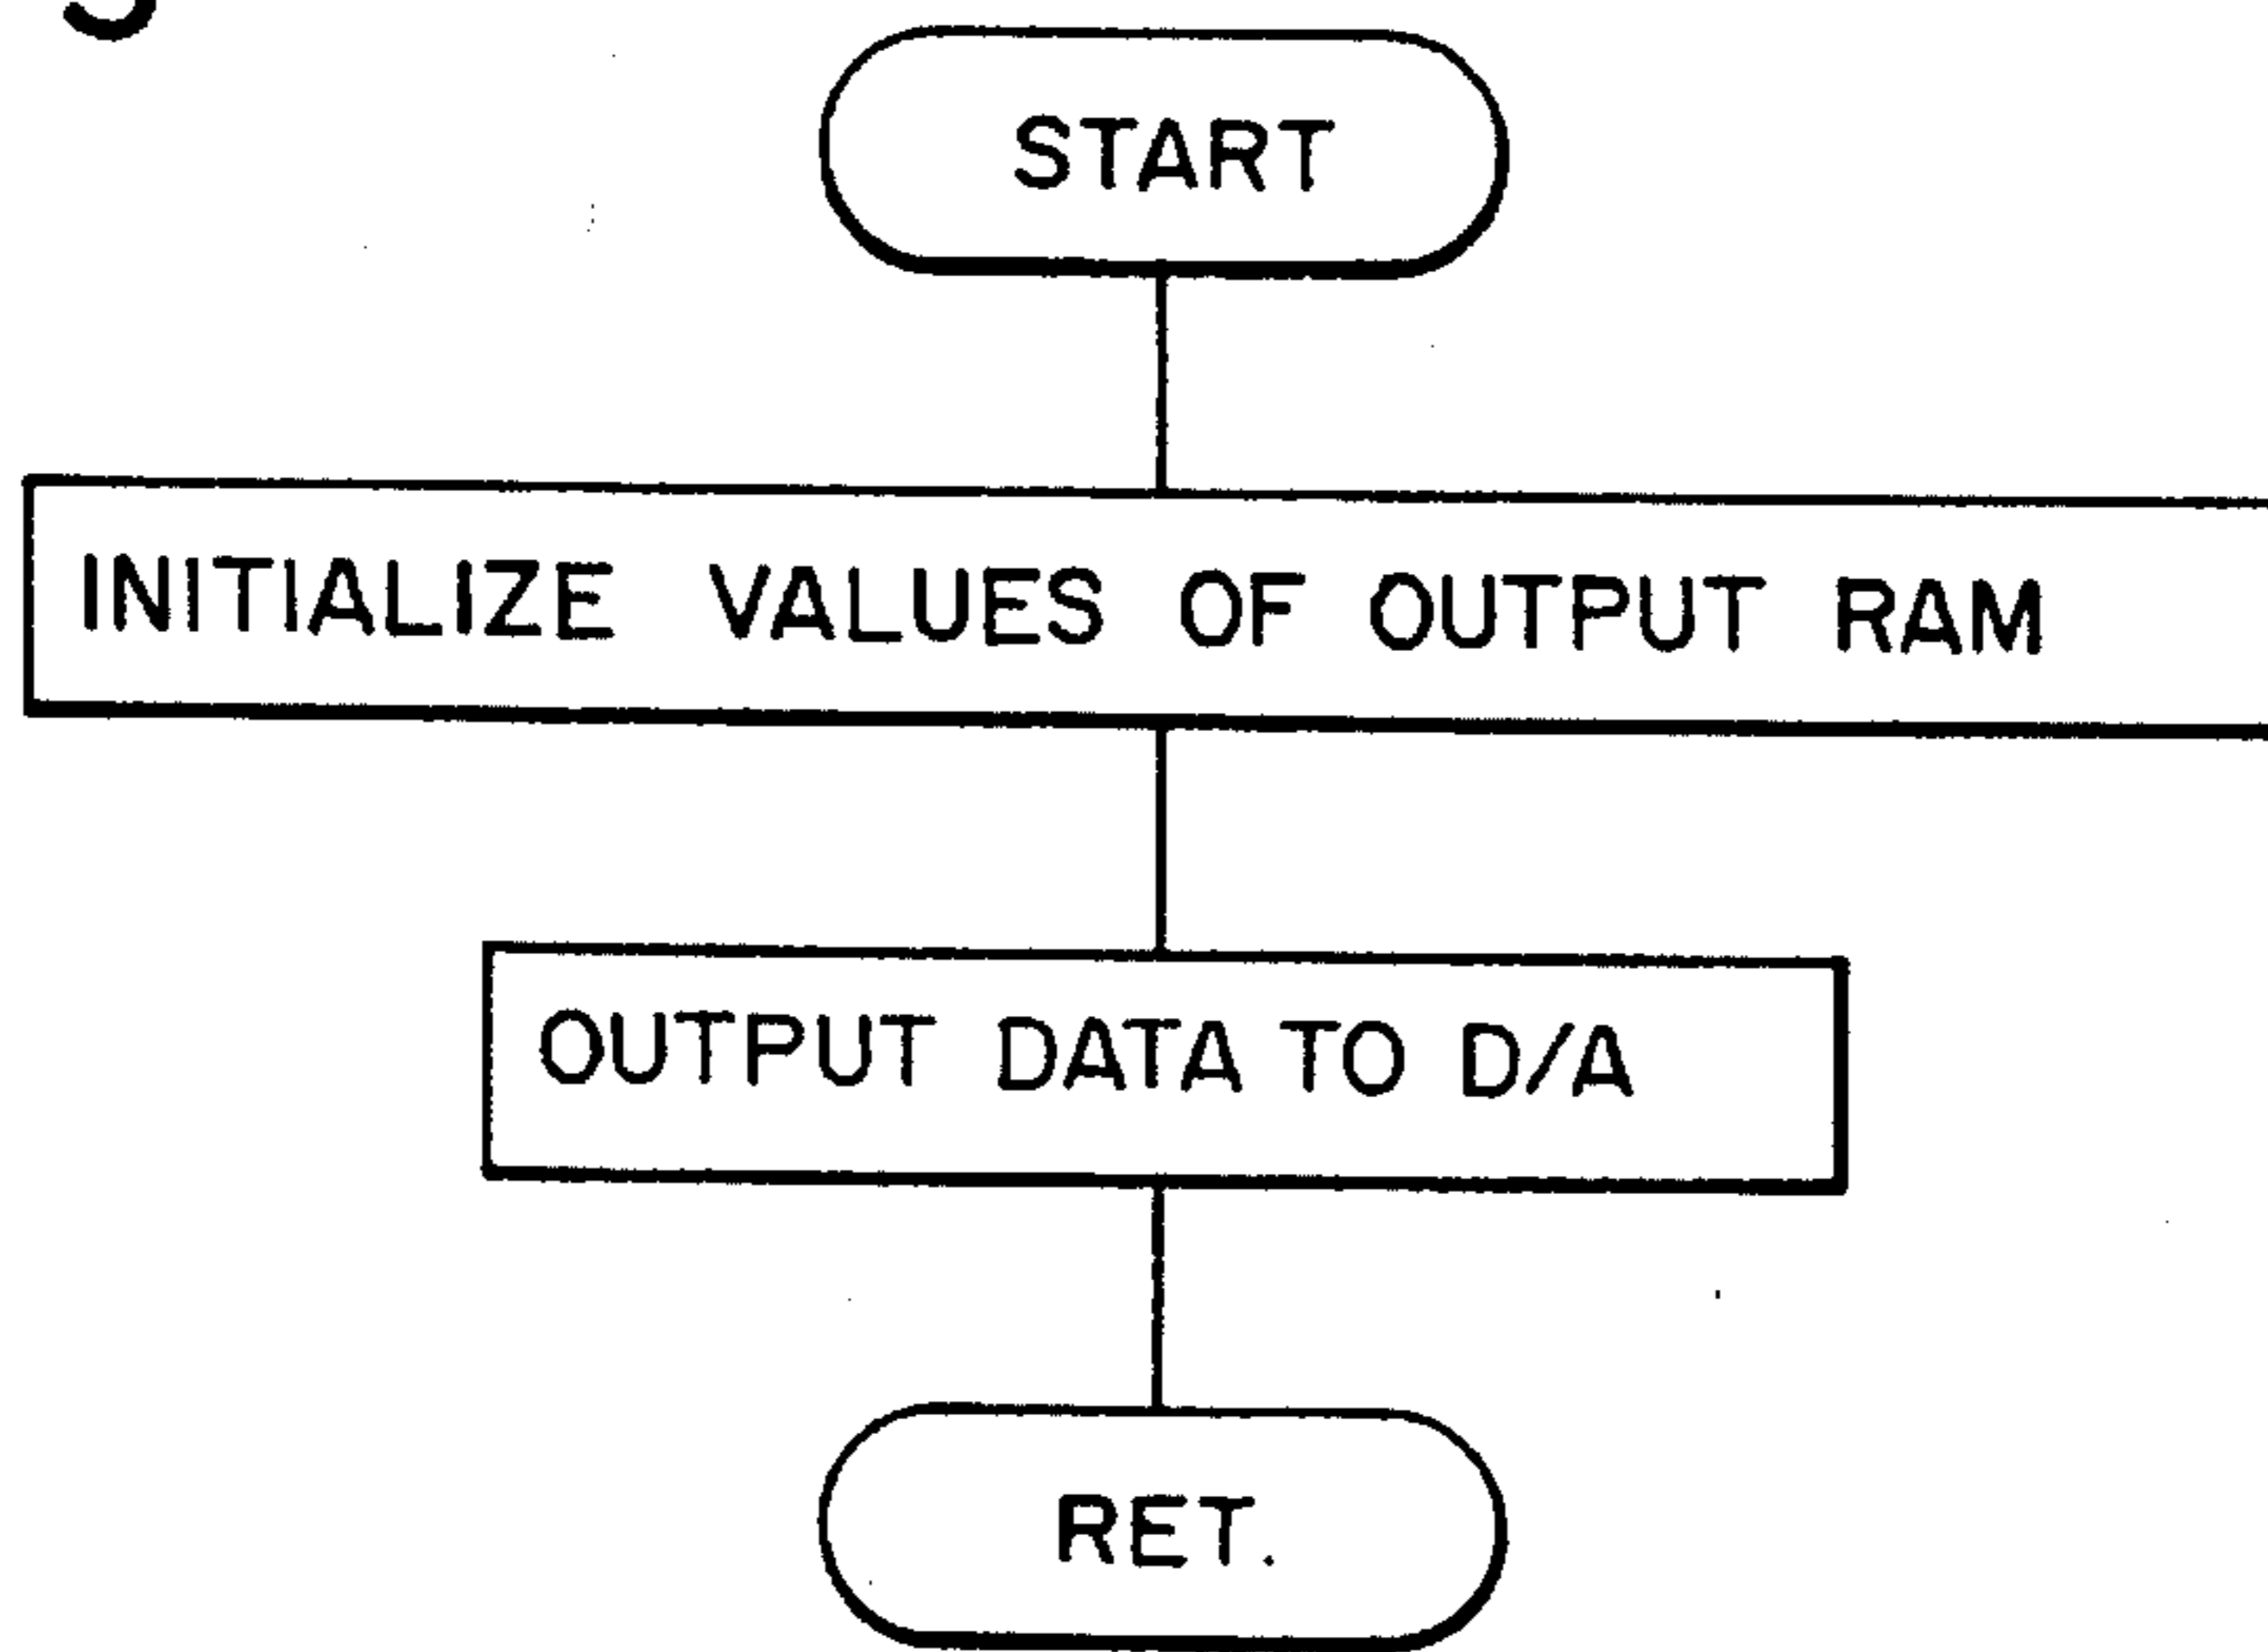 START
INITIALIZE VALUES OF OUTPUT RAM
OUTPUT DATA TO D/A
RET.